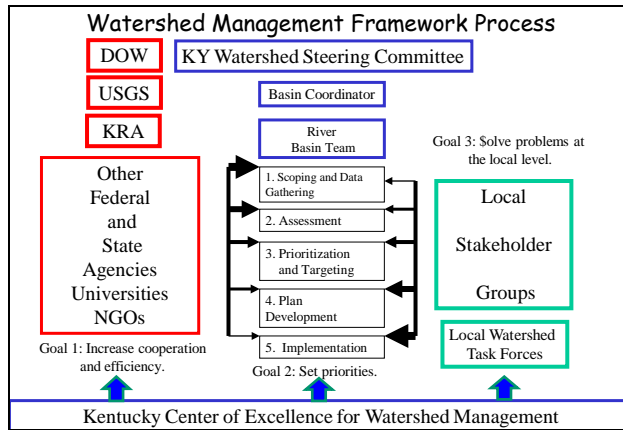 Watershed Management Framework Process
DOW
KY Watershed Steering Committee
USGS
Basin Coordinator
KRA
River
Basin Team
Other
Federal
and
State
Agencies
Universities
NGOs
Goal 1: Increase cooperation
and efficiency.
1. Scoping and Data
Gathering
2. Assessment
3. Prioritization
and Targeting
4. Plan
Development
5. Implementation
Goal 2: Set priorities.
Goal 3: Solve problems at
the local level.
Local
Stakeholder
Groups
Local Watershed
Task Forces
Kentucky Center of Excellence for Watershed Management